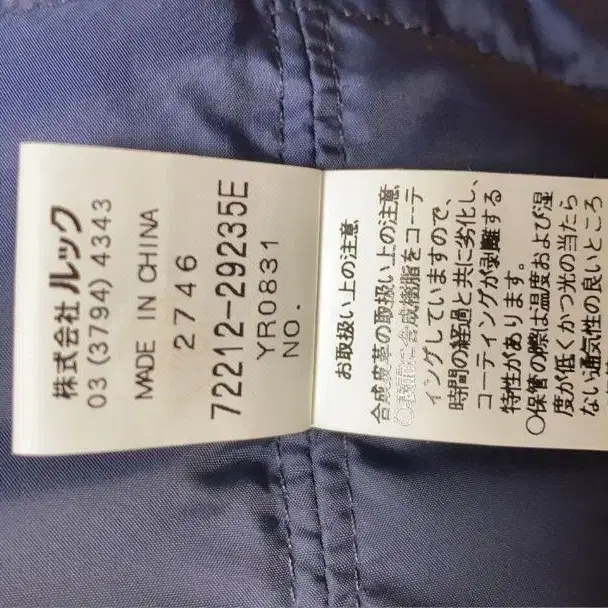 株式会社 ルック
03 (3794) 4343
MADE IN CHINA
2746
72212-29235E
YR0831
NO.
お取扱い上の注意
合成皮革の取扱い上の注意
○表面に合成樹脂をコーテ
ィングしていますので、
時間の経過と共に劣化し、
コーティングが剥離する
特性があります。
○保管の際は温度および湿
度が低くかつ光の当たら
ない通気性の良いところ